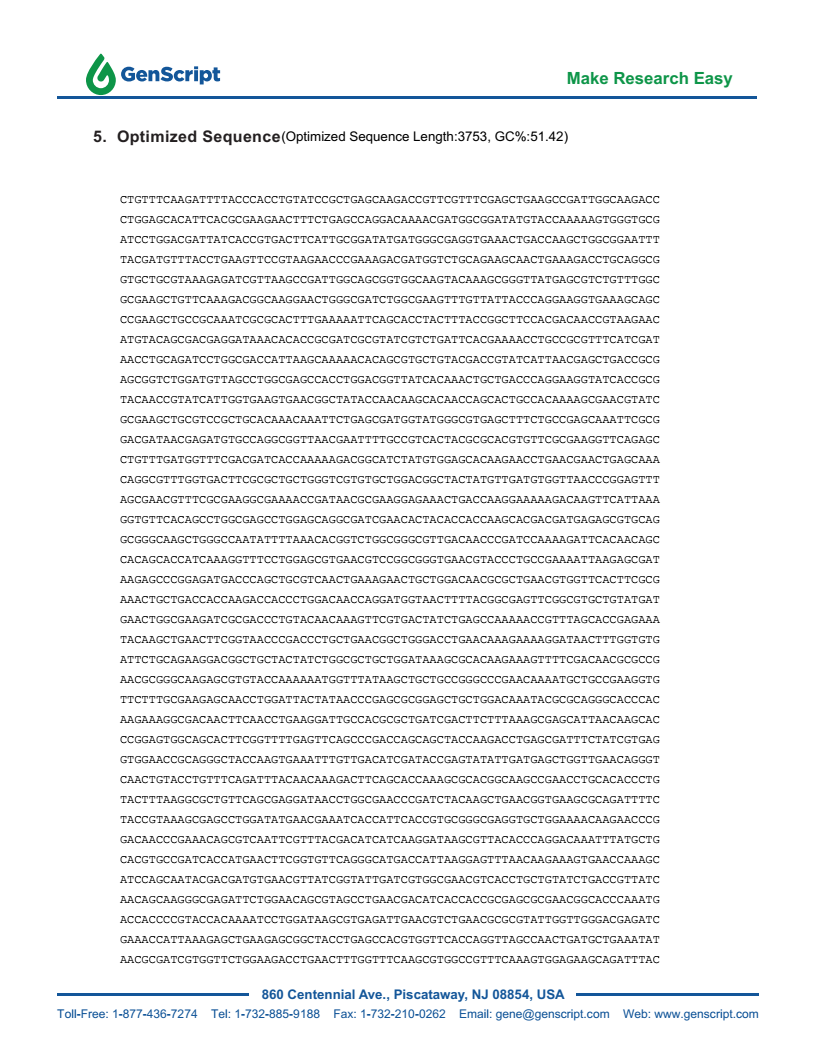 GenScript
Make Research Easy
5. Optimized Sequence(Optimized Sequence Length:3753, GC%:51.42)
CTGTTTCAAGATTTTACCCACCTGTATCCGCTGAGCAAGACCGTTCGTTTCGAGCTGAAGCCGATTGGCAAGACC
CTGGAGCACATTCACGCGAAGAACTTTCTGAGCCAGGACAAAACGATGGCGGATATGTACCAAAAAGTGGGTGCG
ATCCTGGACGATTATCACCGTGACTTCATTGCGGATATGATGGGCGAGGTGAAACTGACCAAGCTGGCGGAATTT
TACGATGTTTACCTGAAGTTCCGTAAGAACCCGAAAGACGATGGTCTGCAGAAGCAACTGAAAGACCTGCAGGCG
GTGCTGCGTAAAGAGATCGTTAAGCCGATTGGCAGCGGTGGCAAGTACAAAGCGGGTTATGAGCGTCTGTTTGGC
GCGAAGCTGTTCAAAGACGGCAAGGAACTGGGCGATCTGGCGAAGTTTGTTATTACCCAGGAAGGTGAAAGCAGC
CCGAAGCTGCCGCAAATCGCGCACTTTGAAAAATTCAGCACCTACTTTACCGGCTTCCACGACAACCGTAAGAAC
ATGTACAGCGACGAGGATAAACACACCGCGATCGCGTATCGTCTGATTCACGAAAACCTGCCGCGTTTCATCGAT
AACCTGCAGATCCTGGCGACCATTAAGCAAAAACACAGCGTGCTGTACGACCGTATCATTAACGAGCTGACCGCG
AGCGGTCTGGATGTTAGCCTGGCGAGCCACCTGGACGGTTATCACAAACTGCTGACCCAGGAAGGTATCACCGCG
TACAACCGTATCATTGGTGAAGTGAACGGCTATACCAACAAGCACAACCAGCACTGCCACAAAAGCGAACGTATC
GCGAAGCTGCGTCCGCTGCACAAACAAATTCTGAGCGATGGTATGGGCGTGAGCTTTCTGCCGAGCAAATTCGCG
GACGATAACGAGATGTGCCAGGCGGTTAACGAATTTTGCCGTCACTACGCGCACGTGTTCGCGAAGGTTCAGAGC
CTGTTTGATGGTTTCGACGATCACCAAAAAGACGGCATCTATGTGGAGCACAAGAACCTGAACGAACTGAGCAAA
CAGGCGTTTGGTGACTTCGCGCTGCTGGGTCGTGTGCTGGACGGCTACTATGTTGATGTGGTTAACCCGGAGTTT
AGCGAACGTTTCGCGAAGGCGAAAACCGATAACGCGAAGGAGAAACTGACCAAGGAAAAAGACAAGTTCATTAAA
GGTGTTCACAGCCTGGCGAGCCTGGAGCAGGCGATCGAACACTACACCACCAAGCACGACGATGAGAGCGTGCAG
GCGGGCAAGCTGGGCCAATATTTTAAACACGGTCTGGCGGGCGTTGACAACCCGATCCAAAAGATTCACAACAGC
CACAGCACCATCAAAGGTTTCCTGGAGCGTGAACGTCCGGCGGGTGAACGTACCCTGCCGAAAATTAAGAGCGAT
AAGAGCCCGGAGATGACCCAGCTGCGTCAACTGAAAGAACTGCTGGACAACGCGCTGAACGTGGTTCACTTCGCG
AAACTGCTGACCACCAAGACCACCCTGGACAACCAGGATGGTAACTTTTACGGCGAGTTCGGCGTGCTGTATGAT
GAACTGGCGAAGATCGCGACCCTGTACAACAAAGTTCGTGACTATCTGAGCCAAAAACCGTTTAGCACCGAGAAA
TACAAGCTGAACTTCGGTAACCCGACCCTGCTGAACGGCTGGGACCTGAACAAAGAAAAGGATAACTTTGGTGTG
ATTCTGCAGAAGGACGGCTGCTACTATCTGGCGCTGCTGGATAAAGCGCACAAGAAAGTTTTCGACAACGCGCCG
AACGCGGGCAAGAGCGTGTACCAAAAAATGGTTTATAAGCTGCTGCCGGGCCCGAACAAAATGCTGCCGAAGGTG
TTCTTTGCGAAGAGCAACCTGGATTACTATAACCCGAGCGCGGAGCTGCTGGACAAATACGCGCAGGGCACCCAC
AAGAAAGGCGACAACTTCAACCTGAAGGATTGCCACGCGCTGATCGACTTCTTTAAAGCGAGCATTAACAAGCAC
CCGGAGTGGCAGCACTTCGGTTTTGAGTTCAGCCCGACCAGCAGCTACCAAGACCTGAGCGATTTCTATCGTGAG
GTGGAACCGCAGGGCTACCAAGTGAAATTTGTTGACATCGATACCGAGTATATTGATGAGCTGGTTGAACAGGGT
CAACTGTACCTGTTTCAGATTTACAACAAAGACTTCAGCACCAAAGCGCACGGCAAGCCGAACCTGCACACCCTG
TACTTTAAGGCGCTGTTCAGCGAGGATAACCTGGCGAACCCGATCTACAAGCTGAACGGTGAAGCGCAGATTTTC
TACCGTAAAGCGAGCCTGGATATGAACGAAATCACCATTCACCGTGCGGGCGAGGTGCTGGAAAACAAGAACCCG
GACAACCCGAAACAGCGTCAATTCGTTTACGACATCATCAAGGATAAGCGTTACACCCAGGACAAATTTATGCTG
CACGTGCCGATCACCATGAACTTCGGTGTTCAGGGCATGACCATTAAGGAGTTTAACAAGAAAGTGAACCAAAGC
ATCCAGCAATACGACGATGTGAACGTTATCGGTATTGATCGTGGCGAACGTCACCTGCTGTATCTGACCGTTATC
AACAGCAAGGGCGAGATTCTGGAACAGCGTAGCCTGAACGACATCACCACCGCGAGCGCGAACGGCACCCAAATG
ACCACCCCGTACCACAAAATCCTGGATAAGCGTGAGATTGAACGTCTGAACGCGCGTATTGGTTGGGACGAGATC
GAAACCATTAAAGAGCTGAAGAGCGGCTACCTGAGCCACGTGGTTCACCAGGTTAGCCAACTGATGCTGAAATAT
AACGCGATCGTGGTTCTGGAAGACCTGAACTTTGGTTTCAAGCGTGGCCGTTTCAAAGTGGAGAAGCAGATTTAC
860 Centennial Ave., Piscataway, NJ 08854, USA
Toll-Free: 1-877-436-7274 Tel: 1-732-885-9188 Fax: 1-732-210-0262 Email: gene@genscript.com Web: www.genscript.com